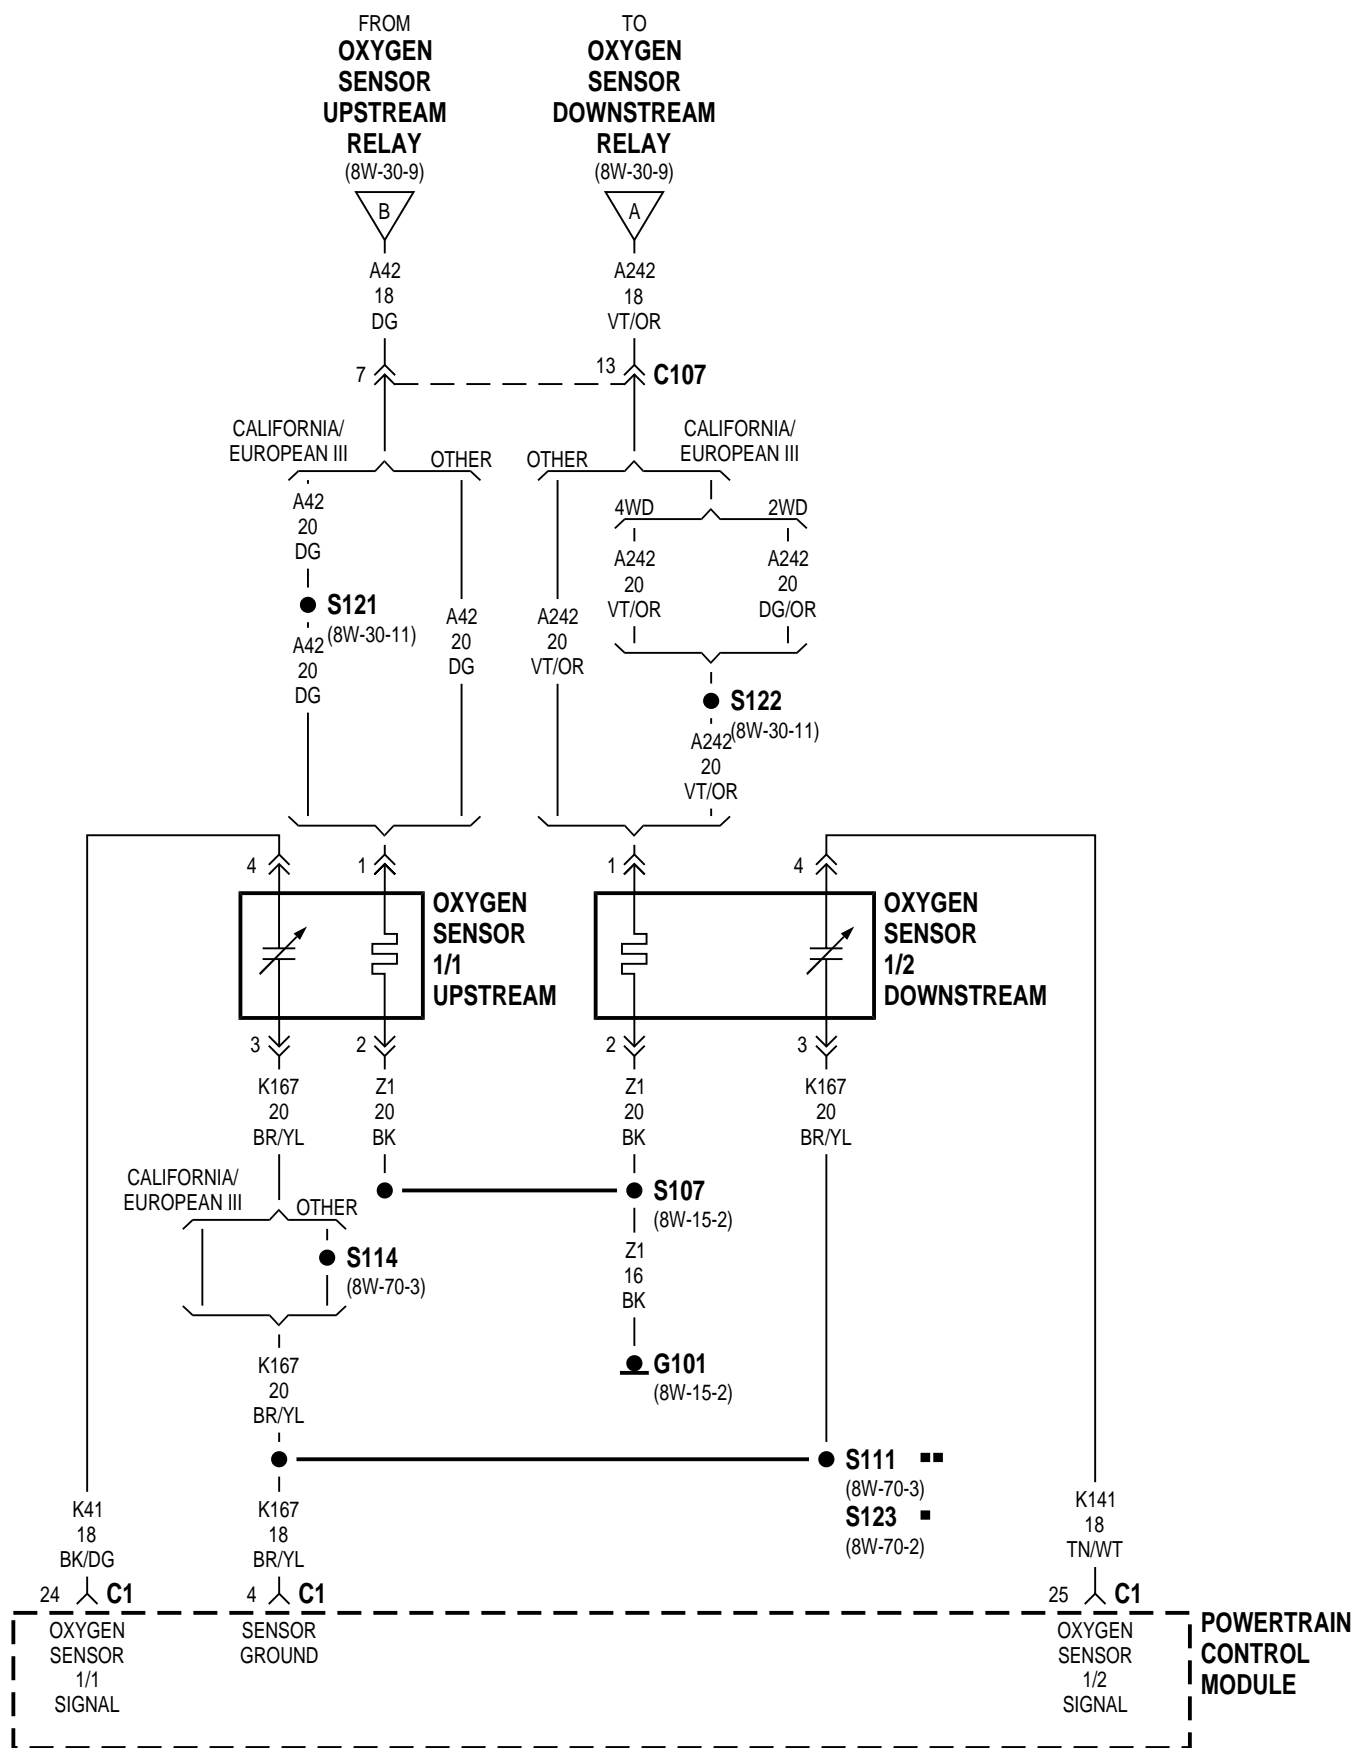 FROM
OXYGEN
SENSOR
UPSTREAM
RELAY
(8W-30-9)
B
TO
OXYGEN
SENSOR
DOWNSTREAM
RELAY
(8W-30-9)
A
A42
18
DG
A242
18
VT/OR
7
13
C107
CALIFORNIA/
EUROPEAN III
OTHER
OTHER
CALIFORNIA/
EUROPEAN III
4WD
2WD
A42
20
DG
S121
(8W-30-11)
A42
20
DG
A42
20
DG
A242
20
VT/OR
A242
20
VT/OR
A242
20
DG/OR
S122
(8W-30-11)
A242
20
VT/OR
4
1
1
4
OXYGEN
SENSOR
1/1
UPSTREAM
OXYGEN
SENSOR
1/2
DOWNSTREAM
3
2
2
3
K167
20
BR/YL
Z1
20
BK
Z1
20
BK
K167
20
BR/YL
CALIFORNIA/
EUROPEAN III
OTHER
S114
(8W-70-3)
S107
(8W-15-2)
Z1
16
BK
G101
(8W-15-2)
K167
20
BR/YL
S111
(8W-70-3)
S123
(8W-70-2)
K41
18
BK/DG
K167
18
BR/YL
K141
18
TN/WT
24
C1
4
C1
25
C1
OXYGEN
SENSOR
1/1
SIGNAL
SENSOR
GROUND
OXYGEN
SENSOR
1/2
SIGNAL
POWERTRAIN
CONTROL
MODULE